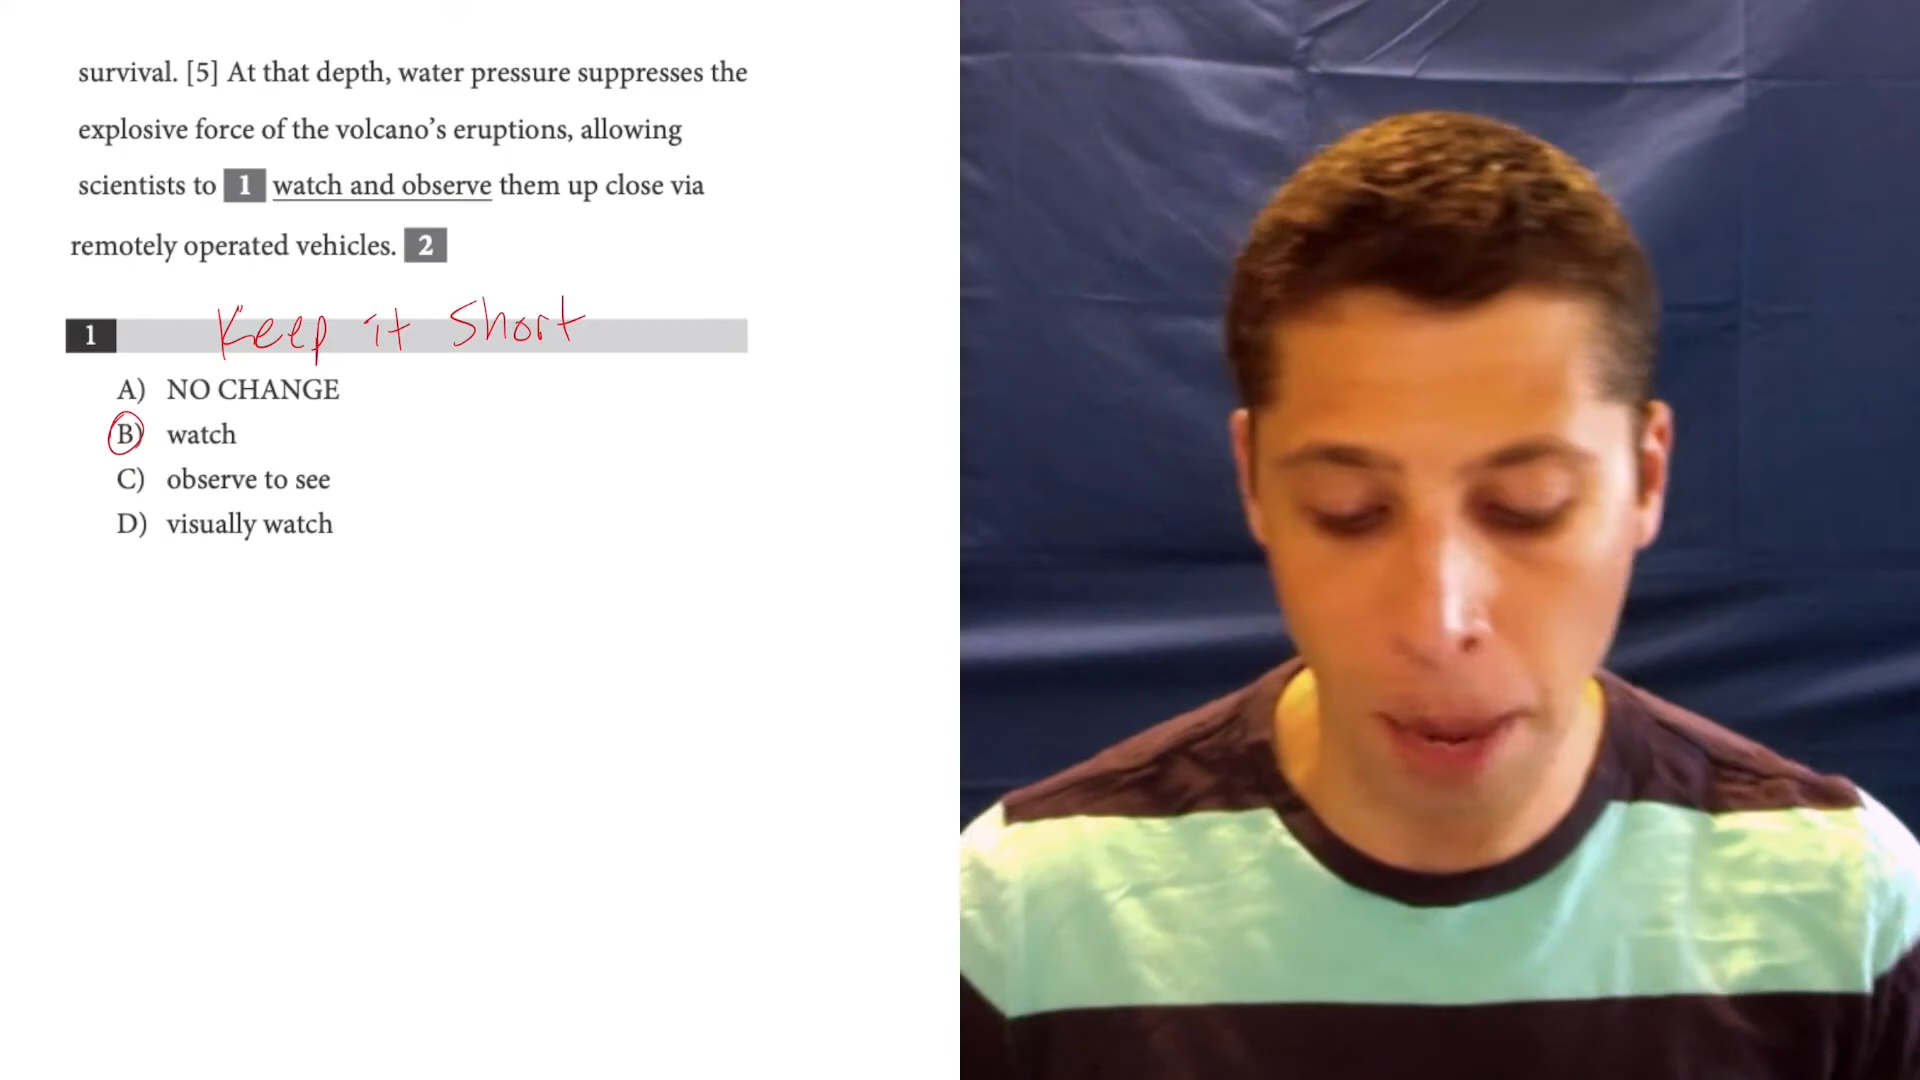 survival. [5] At that depth, water pressure suppresses the
explosive force of the volcano’s eruptions, allowing
scientists to 1 watch and observe them up close via
remotely operated vehicles. 2
Keep it Short
1
A) NO CHANGE
B) watch
C) observe to see
D) visually watch